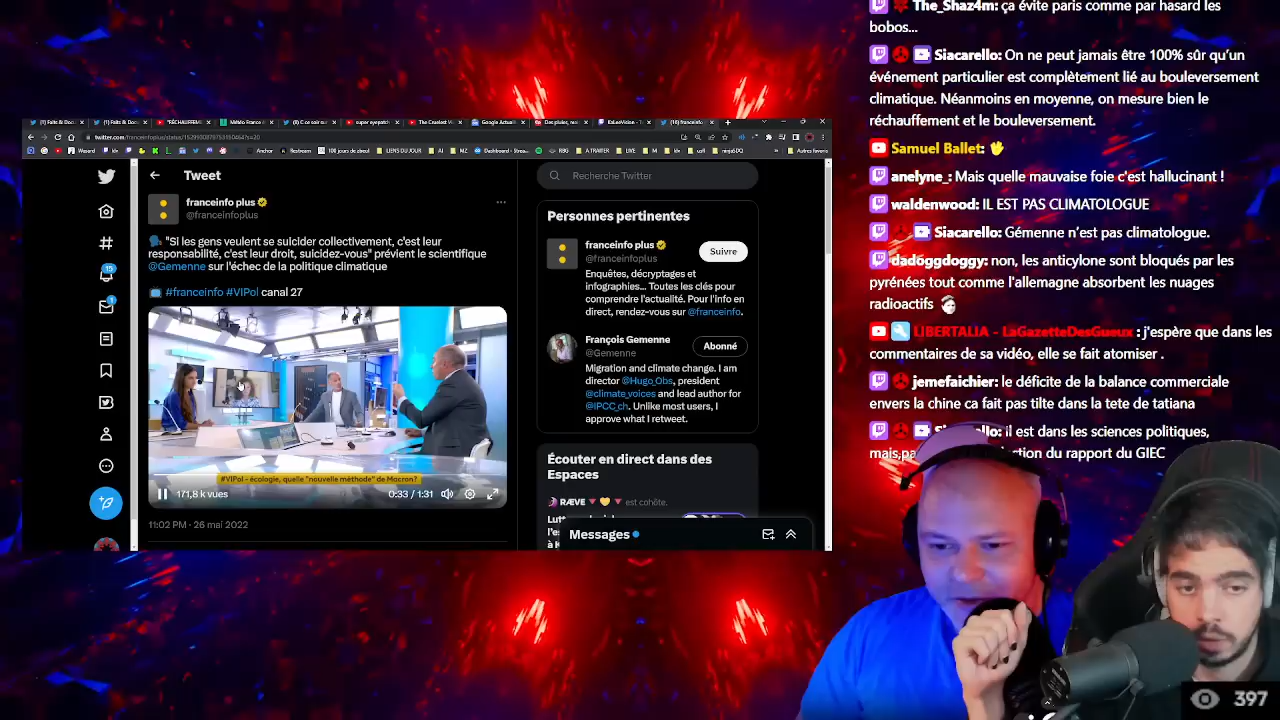 The_Shaz4m: ça évite paris comme par hasard les
bobos...
Siacarello: On ne peut jamais être 100% sûr qu'un
événement particulier est complètement lié au bouleversement
climatique. Néanmoins en moyenne, on mesure bien le
réchauffement et le bouleversement.
Samuel Ballet:
anelyne_: Mais quelle mauvaise foie c'est hallucinant !
waldenwood: IL EST PAS CLIMATOLOGUE
Siacarello: Gémenne n'est pas climatologue.
dadoggdoggy: non, les anticylone sont bloqués par les
pyrénées tout comme l'allemagne absorbent les nuages
radioactifs
LIBERTALIA - LaGazetteDesGueux : j'espère que dans les
commentaires de sa vidéo, elle se fait atomiser .
jemefaichier: le déficite de la balance commerciale
envers la chine ca fait pas tilte dans la tete de tatiana
il est dans les sciences politiques,
du rapport du GIEC
Tweet
franceinfo plus
@franceinfoplus
"Si les gens veulent se suicider collectivement, c'est leur
responsabilité, c'est leur droit, suicidez-vous" prévient le scientifique
@Gemenne sur l'échec de la politique climatique
#franceinfo #VIPol canal 27
#VIPol - écologie, quelle "nouvelle méthode" de Macron?
171,8 k vues
0:33 / 1:31
11:02 PM · 26 mai 2022
Recherche Twitter
Personnes pertinentes
franceinfo plus
@franceinfoplus
Suivre
Enquêtes, décryptages et
infographies... Toutes les clés pour
comprendre l'actualité. Pour l'info en
direct, rendez-vous sur @franceinfo.
François Gemenne
@Gemenne
Abonné
Migration and climate change. I am
director @Hugo_Obs, president
@climate_voices and lead author for
@IPCC_ch. Unlike most users, I
approve what I retweet.
Écouter en direct dans des
Espaces
RÆVE est cohôte.
Messages
397